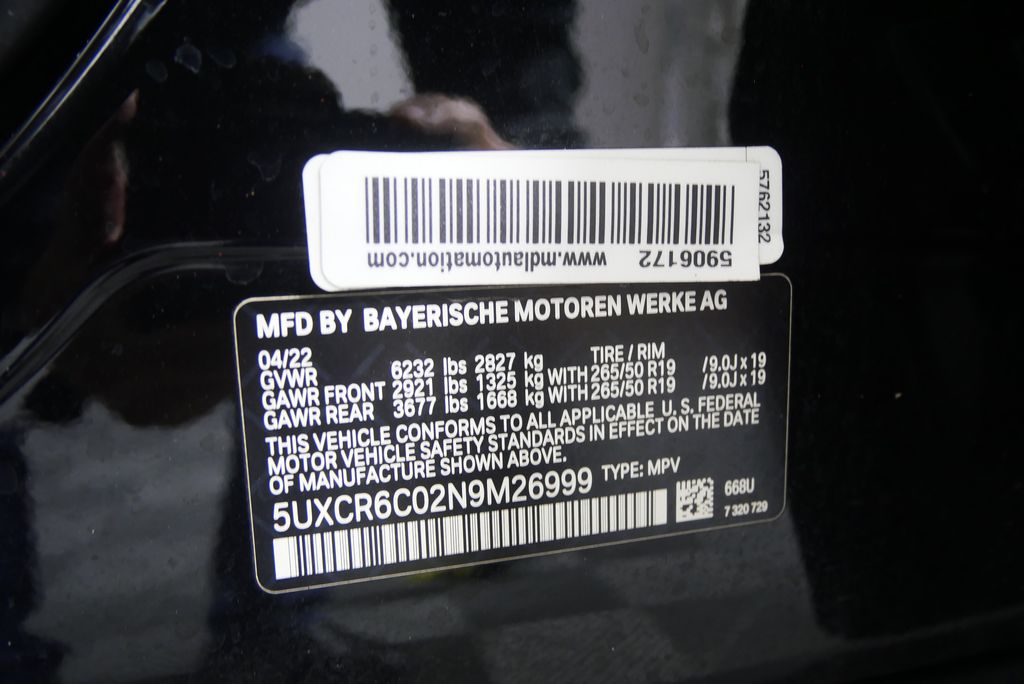 5762132
5906172
www.mdlautomation.com
MFD BY BAYERISCHE MOTOREN WERKE AG
04/22 TIRE / RIM
GVWR 6232 lbs 2827 kg
GAWR FRONT 2921 lbs 1325 kg WITH 265/50 R19 /9.0J x 19
GAWR REAR 3677 lbs 1668 kg WITH 265/50 R19 /9.0J x 19
THIS VEHICLE CONFORMS TO ALL APPLICABLE U. S. FEDERAL
MOTOR VEHICLE SAFETY STANDARDS IN EFFECT ON THE DATE
OF MANUFACTURE SHOWN ABOVE.
5UXCR6C02N9M26999 TYPE: MPV
668U
7 320 729